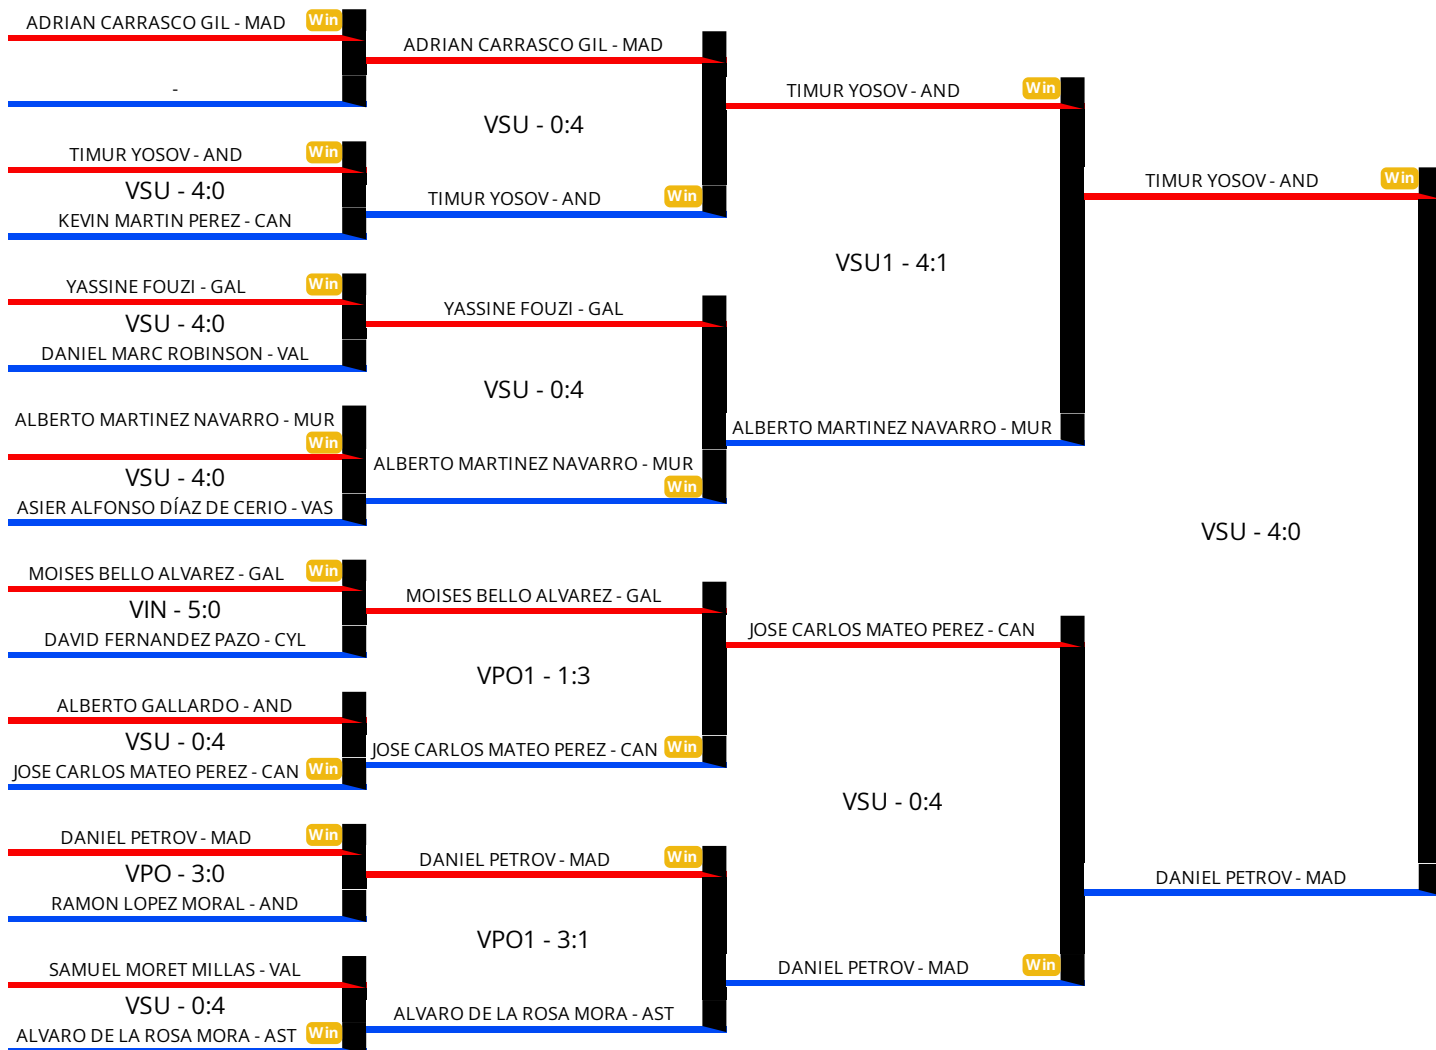 ADRIAN CARRASCO GIL - MAD Win
-
TIMUR YOSOV - AND Win
VSU - 4:0
KEVIN MARTIN PEREZ - CAN
YASSINE FOUZI - GAL Win
VSU - 4:0
DANIEL MARC ROBINSON - VAL
ALBERTO MARTINEZ NAVARRO - MUR
Win
VSU - 4:0
ASIER ALFONSO DÍAZ DE CERIO - VAS
MOISES BELLO ALVAREZ - GAL Win
VIN - 5:0
DAVID FERNANDEZ PAZO - CYL
ALBERTO GALLARDO - AND
VSU - 0:4
JOSE CARLOS MATEO PEREZ - CAN Win
DANIEL PETROV - MAD Win
VPO - 3:0
RAMON LOPEZ MORAL - AND
SAMUEL MORET MILLAS - VAL
VSU - 0:4
ALVARO DE LA ROSA MORA - AST Win
ADRIAN CARRASCO GIL - MAD
VSU - 0:4
TIMUR YOSOV - AND Win
YASSINE FOUZI - GAL
VSU - 0:4
ALBERTO MARTINEZ NAVARRO - MUR
Win
MOISES BELLO ALVAREZ - GAL
VPO1 - 1:3
JOSE CARLOS MATEO PEREZ - CAN Win
DANIEL PETROV - MAD Win
VPO1 - 3:1
ALVARO DE LA ROSA MORA - AST
TIMUR YOSOV - AND Win
VSU1 - 4:1
ALBERTO MARTINEZ NAVARRO - MUR
JOSE CARLOS MATEO PEREZ - CAN
VSU - 0:4
DANIEL PETROV - MAD Win
TIMUR YOSOV - AND Win
VSU - 4:0
DANIEL PETROV - MAD